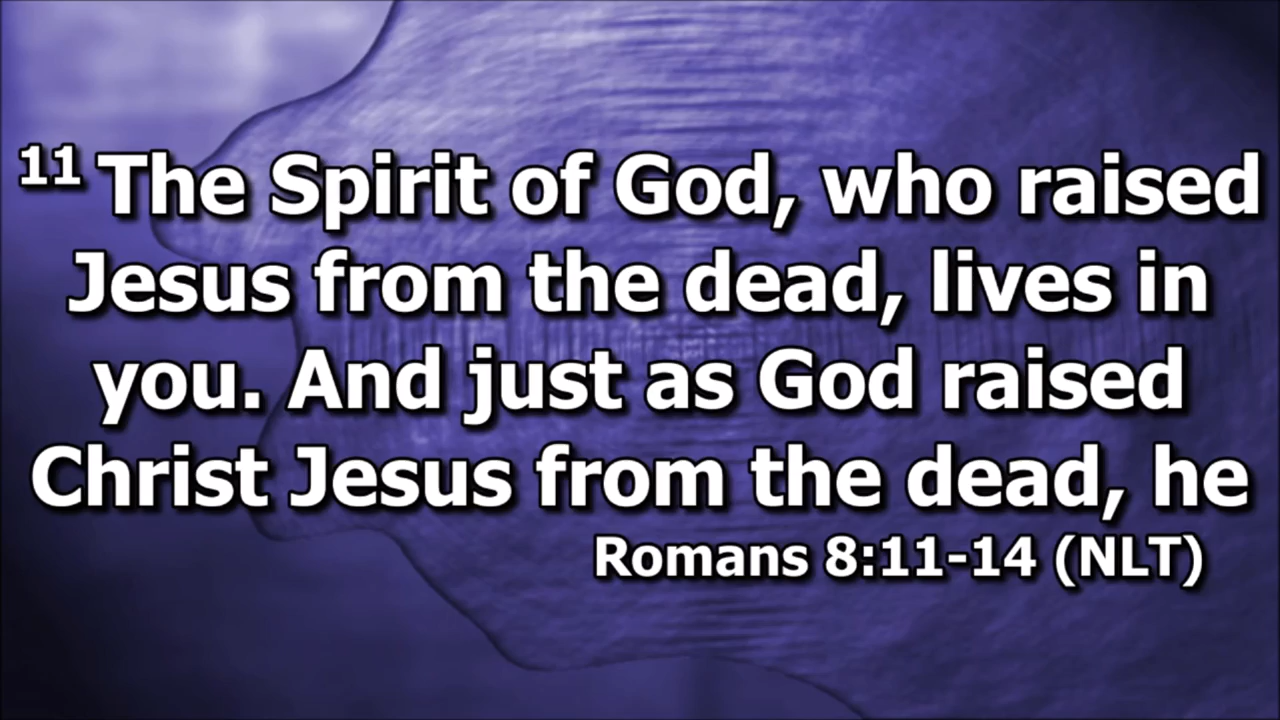 11 The Spirit of God, who raised
Jesus from the dead, lives in
you. And just as God raised
Christ Jesus from the dead, he
Romans 8:11-14 (NLT)